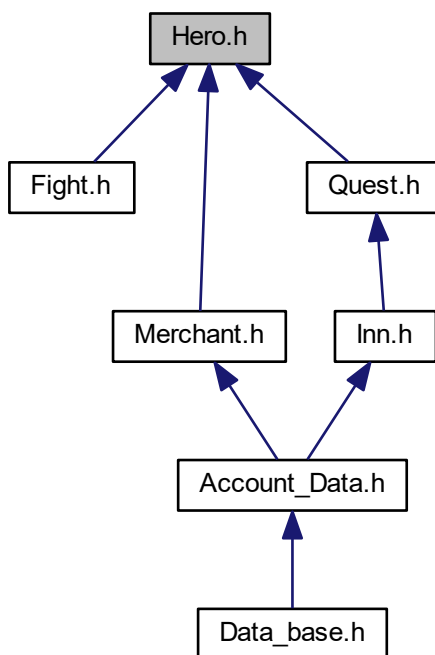 Hero.h
Fight.h
Quest.h
Merchant.h
Inn.h
Account_Data.h
Data_base.h